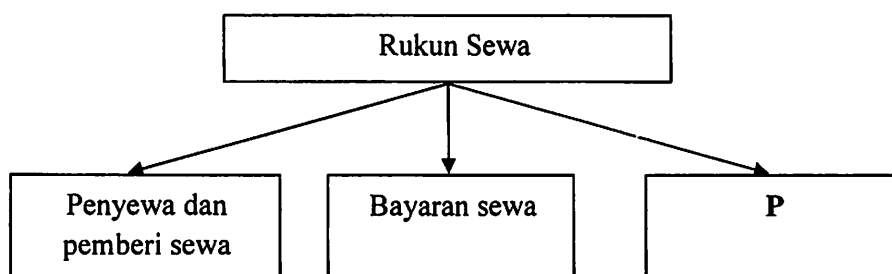 Rukun Sewa
Penyewa dan
pemberi sewa
Bayaran sewa
P